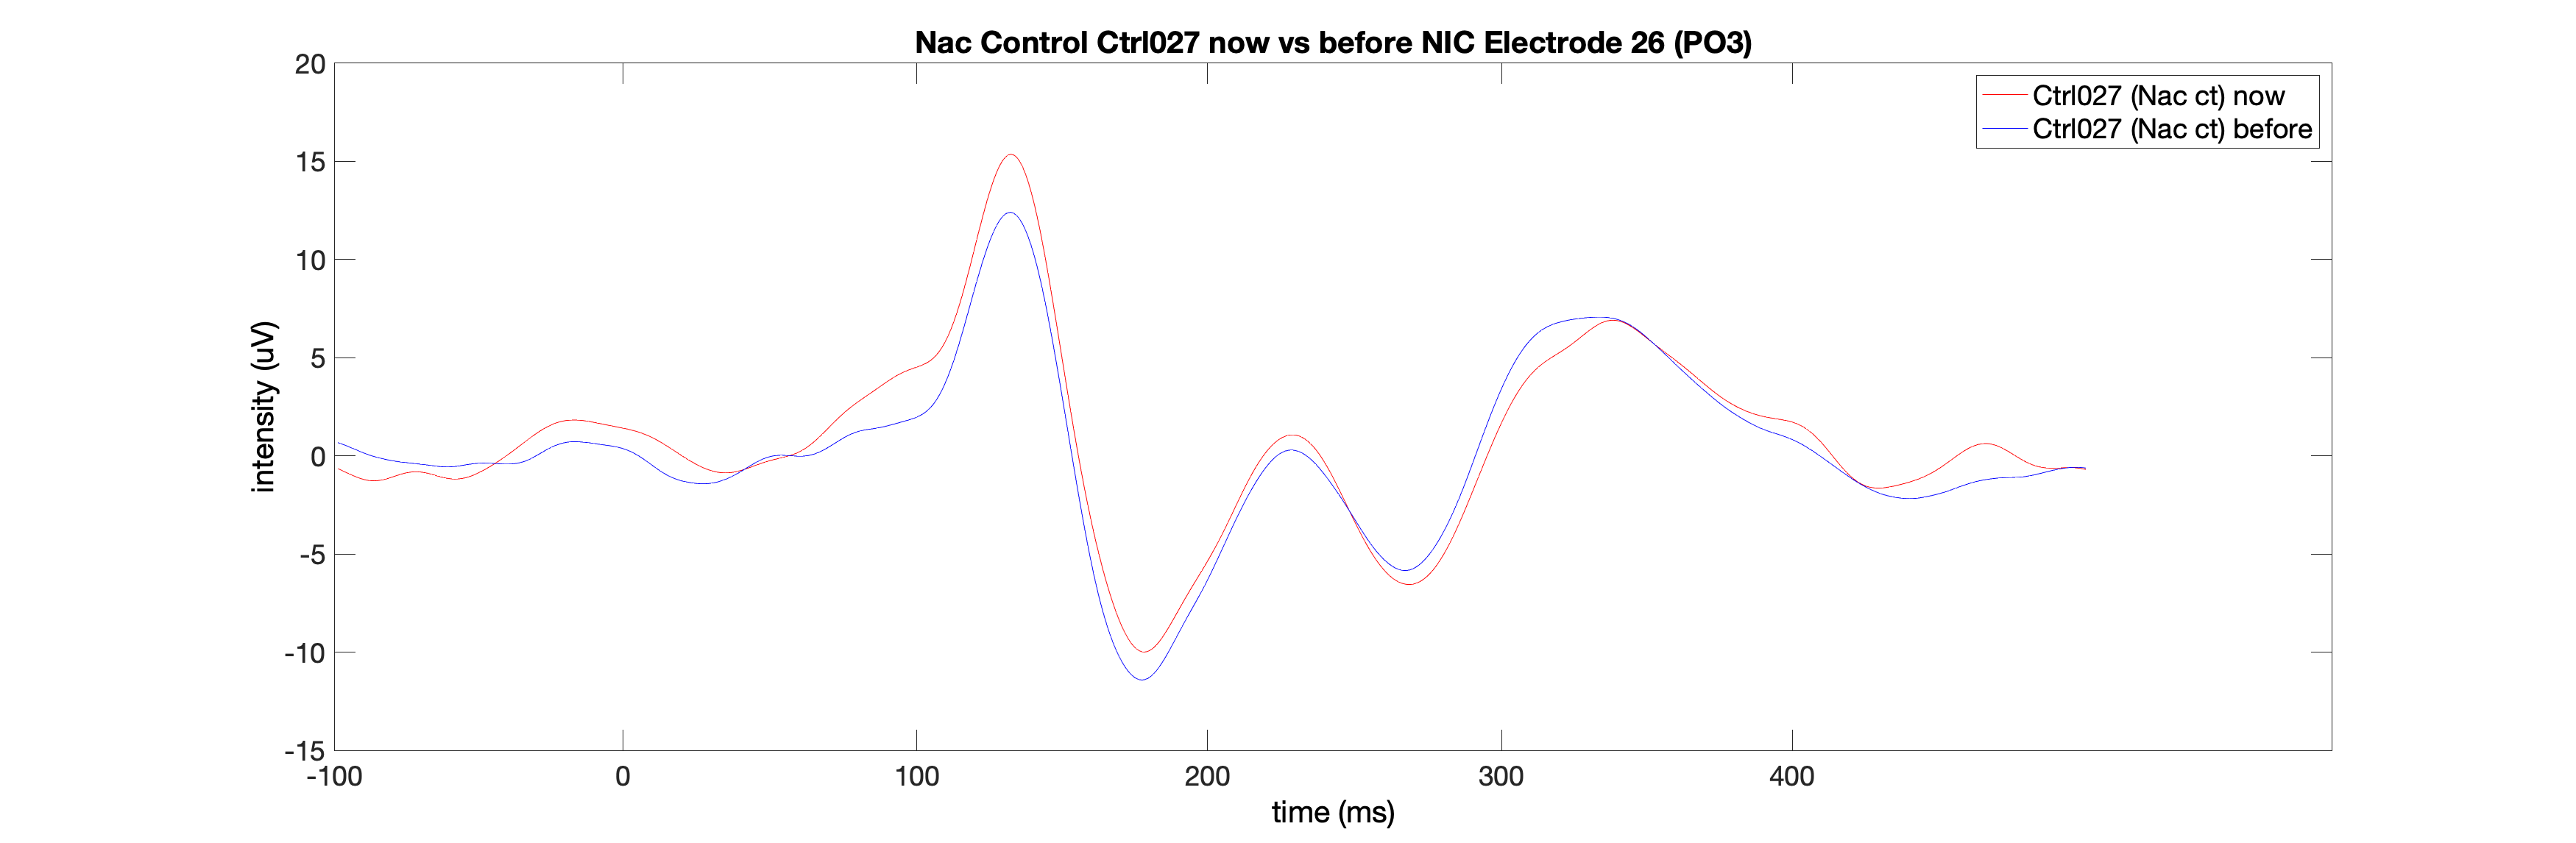 Nac Control Ctrl027 now vs before NIC Electrode 26 (PO3)
Ctrl027 (Nac ct) now
Ctrl027 (Nac ct) before
20
15
10
5
0
-5
-10
-15
intensity (uV)
-100 0 100 200 300 400
time (ms)